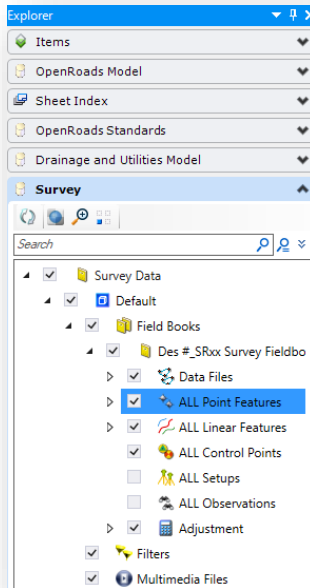 Explorer
Items
OpenRoads Model
Sheet Index
OpenRoads Standards
Drainage and Utilities Model
Survey
Search
Survey Data
Default
Field Books
Des #_SRxx Survey Fieldbo
Data Files
ALL Point Features
ALL Linear Features
ALL Control Points
ALL Setups
ALL Observations
Adjustment
Filters
Multimedia Files